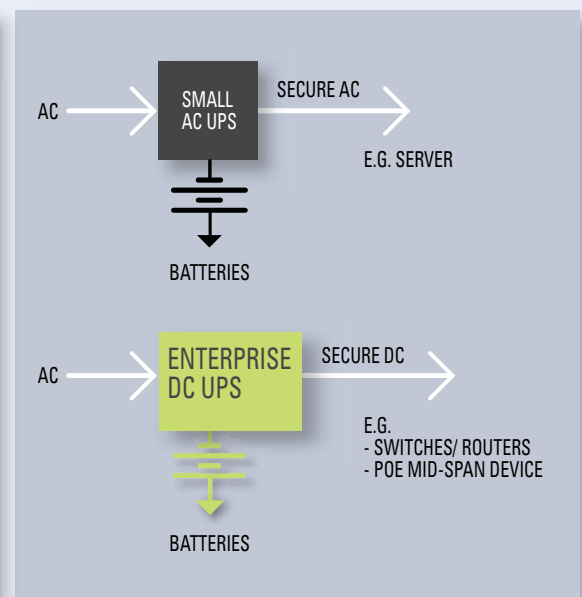 AC
SMALL
AC UPS
SECURE AC
E.G. SERVER
BATTERIES
AC
ENTERPRISE
DC UPS
SECURE DC
E.G.
- SWITCHES/ ROUTERS
- POE MID-SPAN DEVICE
BATTERIES